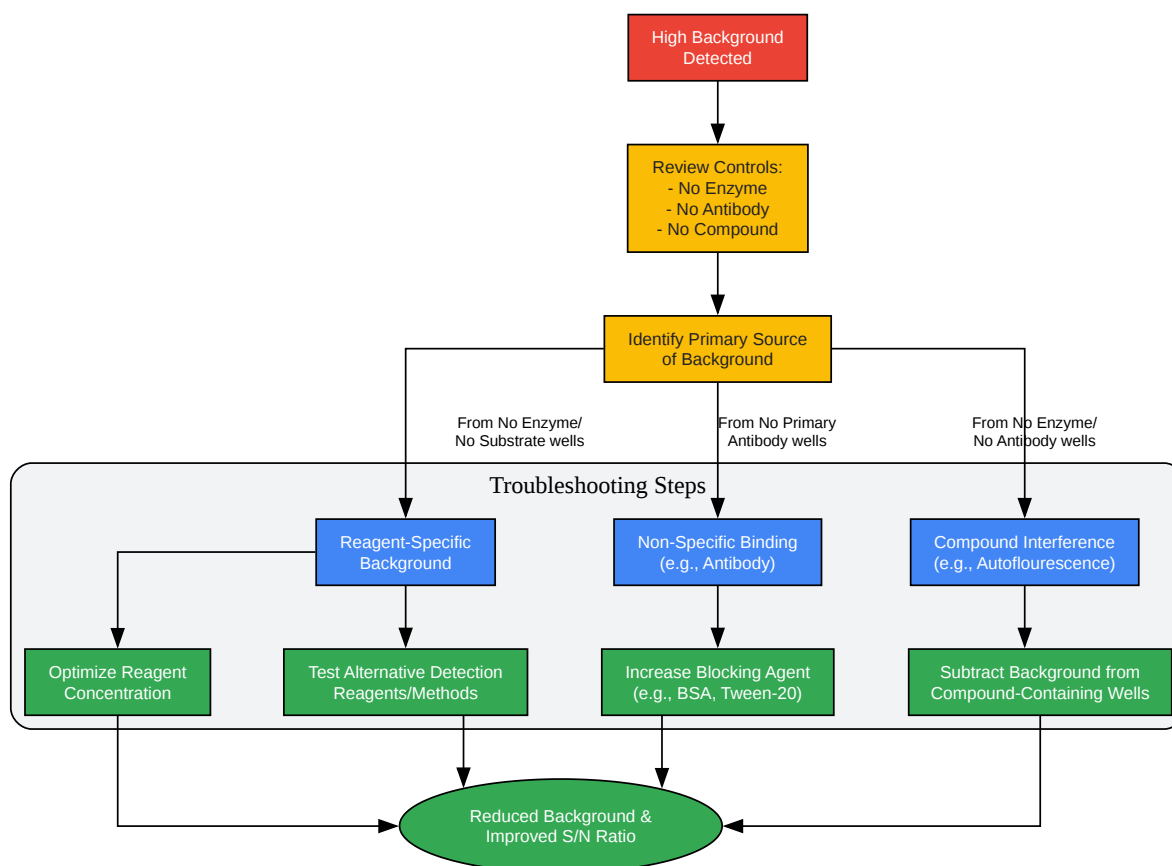 High Background
Detected
Review Controls:
- No Enzyme
- No Antibody
- No Compound
Identify Primary Source
of Background
From No Enzyme/
No Substrate wells
From No Primary
Antibody wells
From No Enzyme/
No Antibody wells
Troubleshooting Steps
Reagent-Specific
Background
Non-Specific Binding
(e.g., Antibody)
Compound Interference
(e.g., Autoflourescence)
Optimize Reagent
Concentration
Test Alternative Detection
Reagents/Methods
Increase Blocking Agent
(e.g., BSA, Tween-20)
Subtract Background from
Compound-Containing Wells
Reduced Background &
Improved S/N Ratio